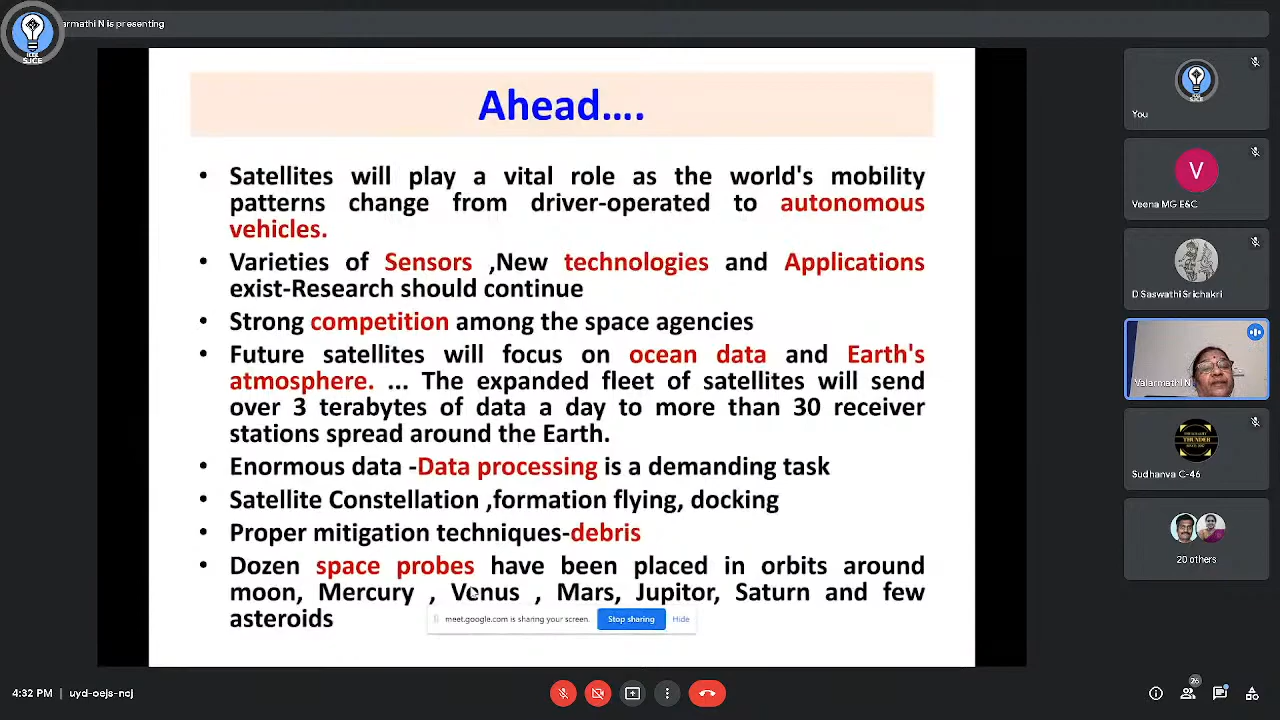 armathi N is presenting
SJCE
Ahead....
• Satellites will play a vital role as the world's mobility
patterns change from driver-operated to autonomous
vehicles.
• Varieties of Sensors ,New technologies and Applications
exist-Research should continue
• Strong competition among the space agencies
• Future satellites will focus on ocean data and Earth's
atmosphere. ... The expanded fleet of satellites will send
over 3 terabytes of data a day to more than 30 receiver
stations spread around the Earth.
• Enormous data -Data processing is a demanding task
• Satellite Constellation ,formation flying, docking
• Proper mitigation techniques-debris
• Dozen space probes have been placed in orbits around
moon, Mercury , Venus , Mars, Jupitor, Saturn and few
asteroids
meet.google.com is sharing your screen.
Stop sharing
Hide
You
V
Veena MG E&C
D Saswathi Srichakri
Valarmathi N
THUNDER
Sudhanva C-46
20 others
4:32 PM | uyd-oejs-ncj
26